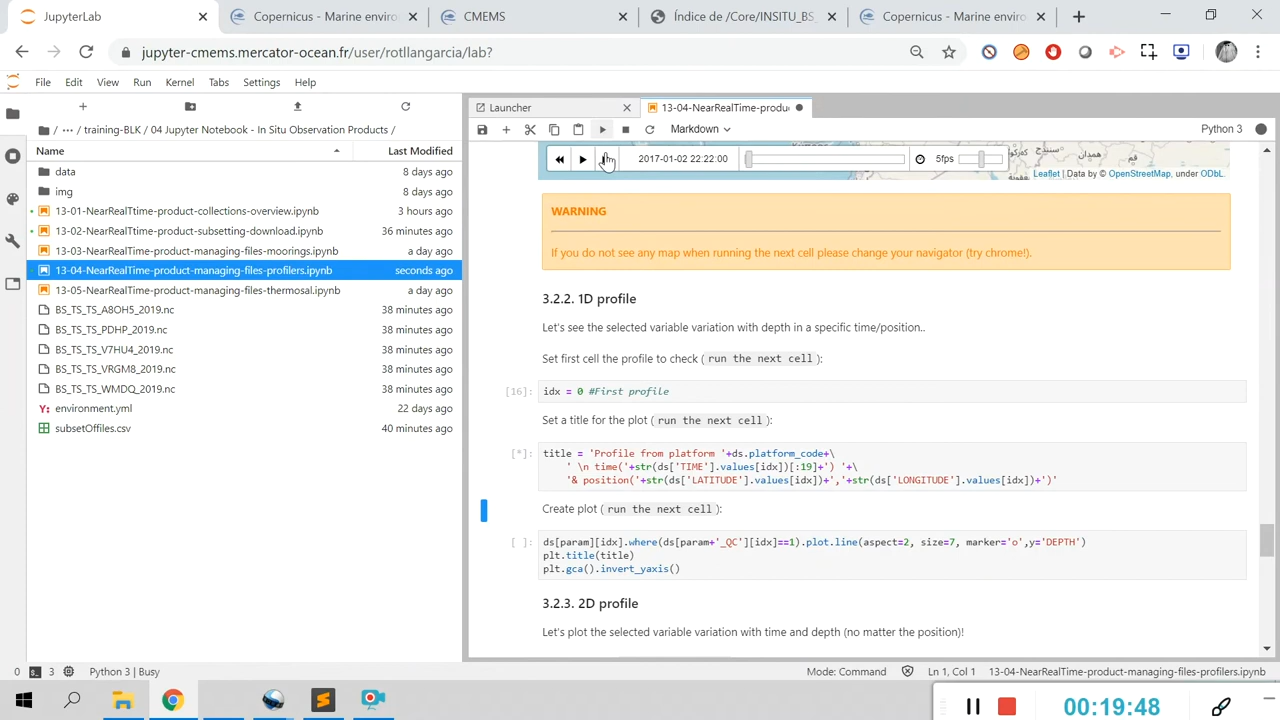 JupyterLab
Copernicus - Marine enviro
CMEMS
Índice de /Core/INSITU_BS_
Copernicus - Marine enviro
jupyter-cmems.mercator-ocean.fr/user/rotllangarcia/lab?
File Edit View Run Kernel Tabs Settings Help
Launcher
13-04-NearRealTime-produc
/ ··· / training-BLK / 04 Jupyter Notebook - In Situ Observation Products /
Markdown
Python 3
Name
Last Modified
data 8 days ago
img 8 days ago
13-01-NearRealTtime-product-collections-overview.ipynb 3 hours ago
13-02-NearRealTtime-product-subsetting-download.ipynb 36 minutes ago
13-03-NearRealTime-product-managing-files-moorings.ipynb a day ago
13-04-NearRealTime-product-managing-files-profilers.ipynb seconds ago
13-05-NearRealTime-product-managing-files-thermosal.ipynb a day ago
BS_TS_TS_A8OH5_2019.nc 38 minutes ago
BS_TS_TS_PDHP_2019.nc 38 minutes ago
BS_TS_TS_V7HU4_2019.nc 38 minutes ago
BS_TS_TS_VRGM8_2019.nc 38 minutes ago
BS_TS_TS_WMDQ_2019.nc 38 minutes ago
environment.yml 22 days ago
subsetOffiles.csv 40 minutes ago
2017-01-02 22:22:00
5fps
همدان
قم
Leaflet | Data by © OpenStreetMap, under ODbL.
WARNING
If you do not see any map when running the next cell please change your navigator (try chrome!).
3.2.2. 1D profile
Let's see the selected variable variation with depth in a specific time/position..
Set first cell the profile to check ( run the next cell ):
[16]: idx = 0 #First profile
Set a title for the plot ( run the next cell ):
[*]: title = 'Profile from platform '+ds.platform_code+\
' \n time('+str(ds['TIME'].values[idx])[:19]+') '+\
'& position('+str(ds['LATITUDE'].values[idx])+','+str(ds['LONGITUDE'].values[idx])+')'
Create plot ( run the next cell ):
[ ]: ds[param][idx].where(ds[param+'_QC'][idx]==1).plot.line(aspect=2, size=7, marker='o',y='DEPTH')
plt.title(title)
plt.gca().invert_yaxis()
3.2.3. 2D profile
Let's plot the selected variable variation with time and depth (no matter the position)!
0 3 Python 3 | Busy
Mode: Command Ln 1, Col 1 13-04-NearRealTime-product-managing-files-profilers.ipynb
00:19:48